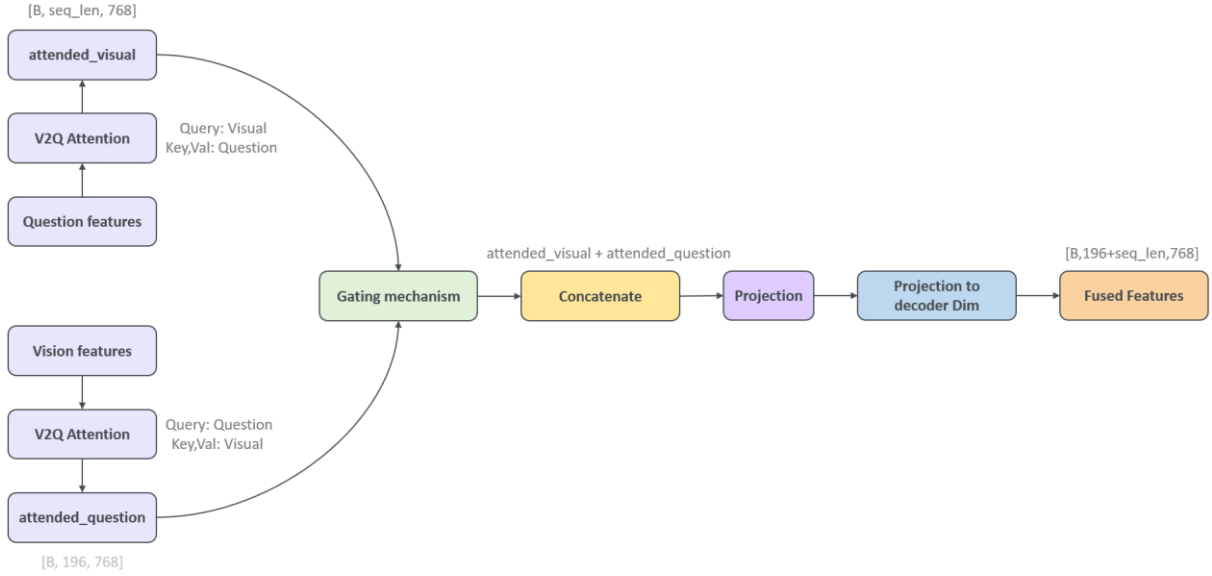 [B, seq_len, 768]
attended_visual
V2Q Attention
Query: Visual
Key,Val: Question
Question features
Vision features
V2Q Attention
Query: Question
Key,Val: Visual
attended_question
[B, 196, 768]
Gating mechanism
attended_visual + attended_question
Concatenate
Projection
Projection to
decoder Dim
[B,196+seq_len,768]
Fused Features